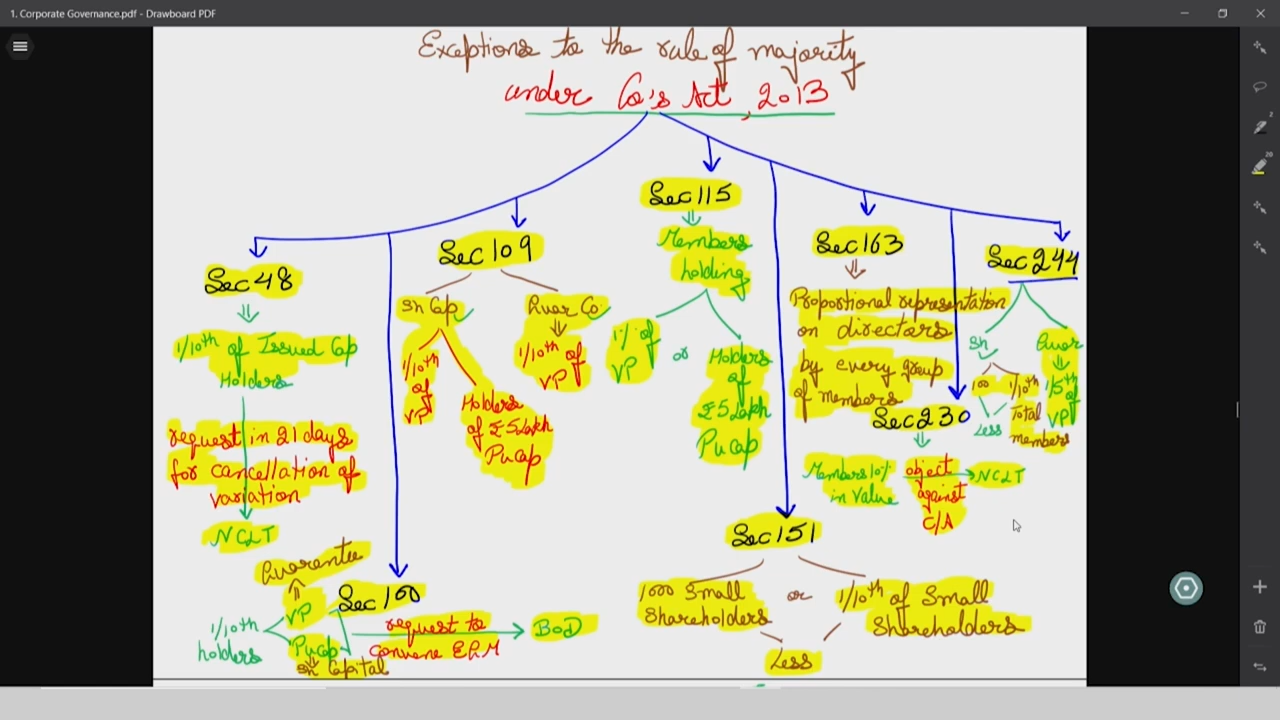 1. Corporate Governance.pdf - Drawboard PDF
Exceptions to the rule of majority
under Co's Act, 2013
Sec 48
1/10th of Issued Cap
Holders
request in 21 days
for cancellation of
variation
NCLT
Sec 100
Guarentee
VP
1/10th
holders
Pucap
Sh Capital
request to
convene EGM
BoD
Sec 109
Sh Cap
1/10th
of
VP
Holders
of ₹5 Lakh
Pu cap
Guar Co
1/10th of
VP
Sec 115
Members
holding
1% of
VP
or
Holders
of
₹5 Lakh
Pu Cap
Sec 151
1000 Small
Shareholders
or
1/10th of Small
Shareholders
Less
Sec 163
Proportional representation
on directors
by every group
of members
Sec 230
Members 10%
in Value
object
against
C/A
NCLT
Sec 244
Sh
100
1/10th
Total
members
Less
Guar
1/5th
of
VP